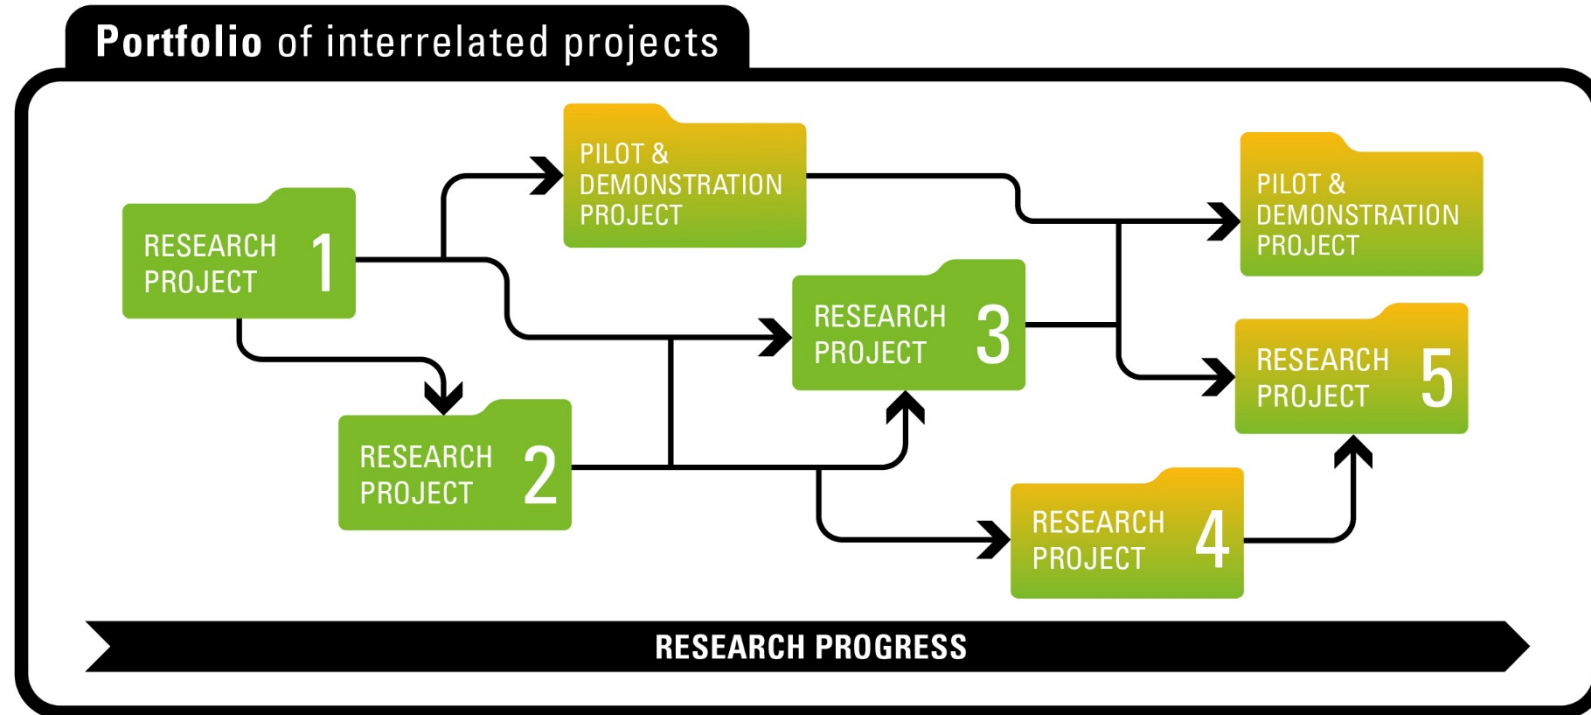 Portfolio of interrelated projects
PILOT &
DEMONSTRATION
PROJECT
PILOT &
DEMONSTRATION
PROJECT
RESEARCH
PROJECT
1
RESEARCH
PROJECT
3
RESEARCH
PROJECT
5
RESEARCH
PROJECT
2
RESEARCH
PROJECT
4
RESEARCH PROGRESS